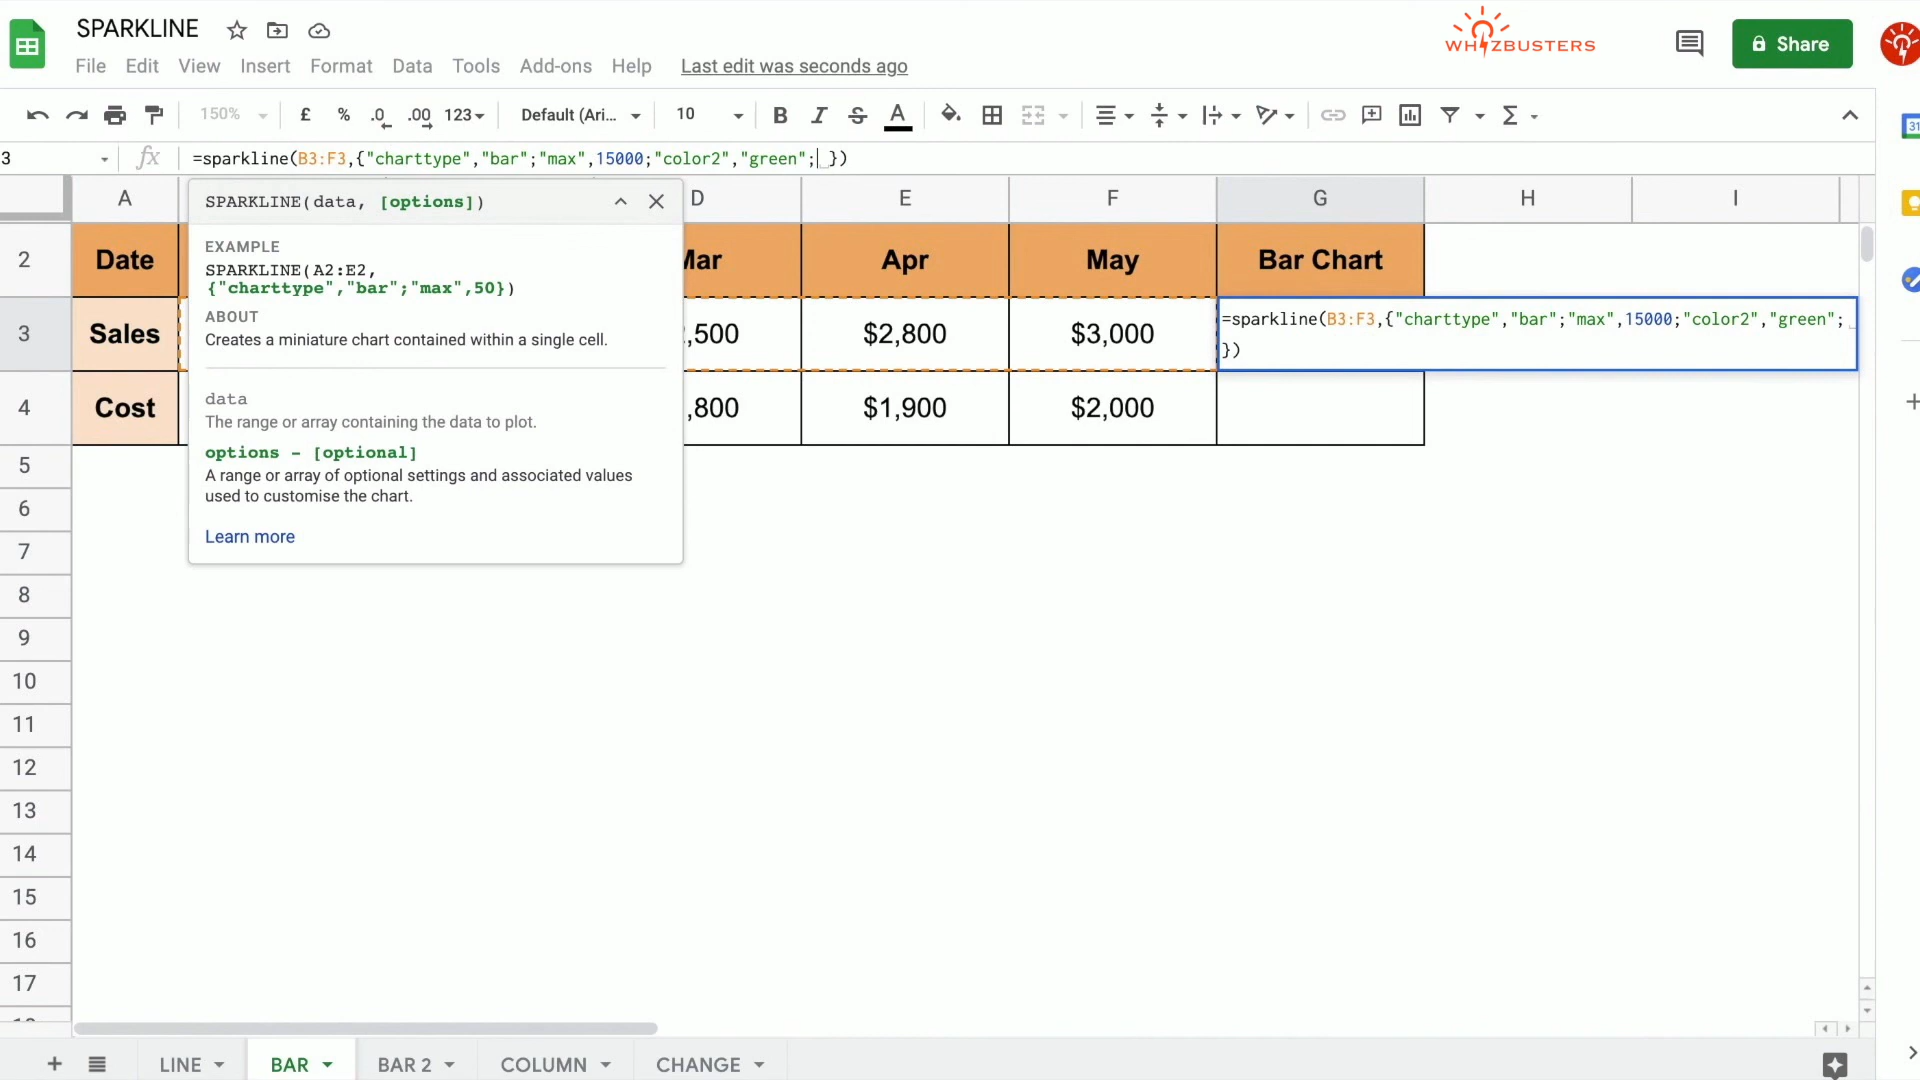 SPARKLINE
WHIZBUSTERS
Share
File Edit View Insert Format Data Tools Add-ons Help Last edit was seconds ago
150% £ % .0 .00 123 Default (Ari... 10 B I S A Σ
31
3 fx =sparkline(B3:F3,{"charttype","bar";"max",15000;"color2","green"; })
A D E F G H I
SPARKLINE(data, [options])
EXAMPLE
SPARKLINE(A2:E2,
{"charttype","bar";"max",50})
ABOUT
Creates a miniature chart contained within a single cell.
data
The range or array containing the data to plot.
options - [optional]
A range or array of optional settings and associated values
used to customise the chart.
Learn more
2 Date Mar Apr May Bar Chart
3 Sales ,500 $2,800 $3,000 =sparkline(B3:F3,{"charttype","bar";"max",15000;"color2","green";
})
4 Cost ,800 $1,900 $2,000
5
6
7
8
9
10
11
12
13
14
15
16
17
LINE BAR BAR 2 COLUMN CHANGE